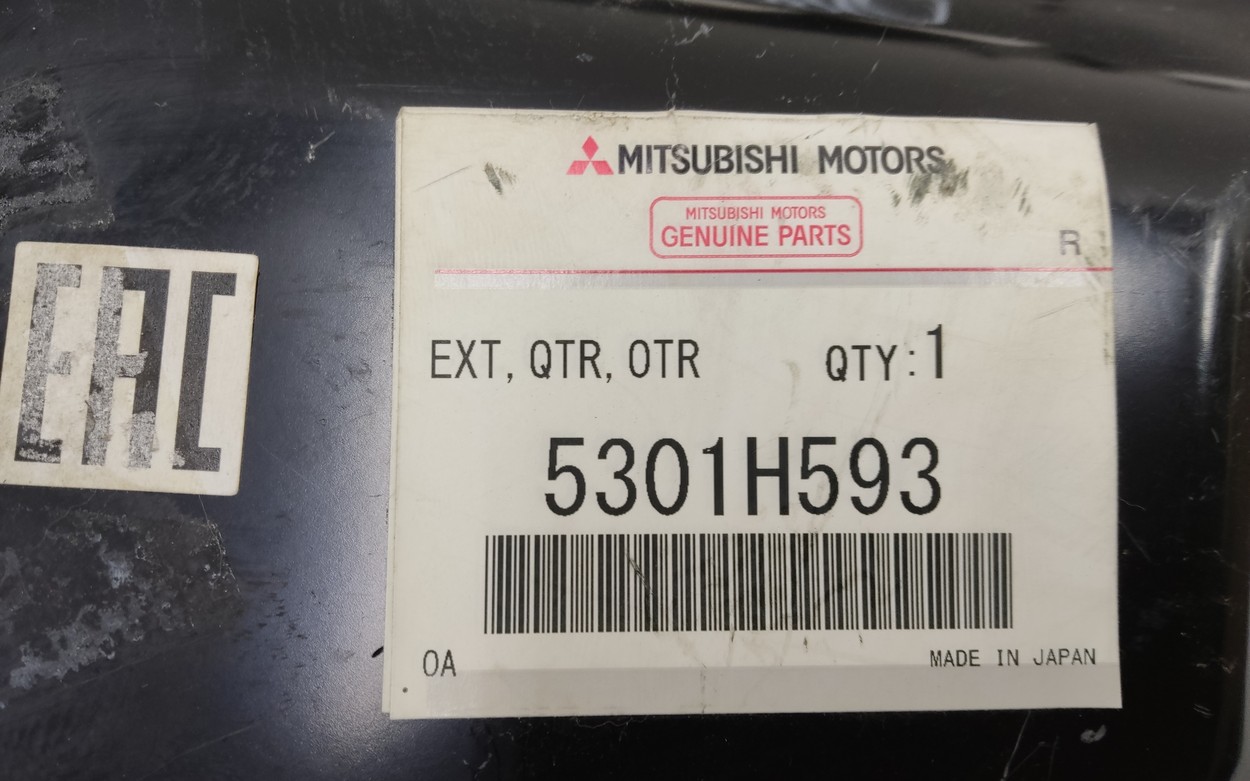 MITSUBISHI MOTORS
MITSUBISHI MOTORS
GENUINE PARTS
R
EAC
EXT, QTR, OTR QTY:1
5301H593
OA MADE IN JAPAN